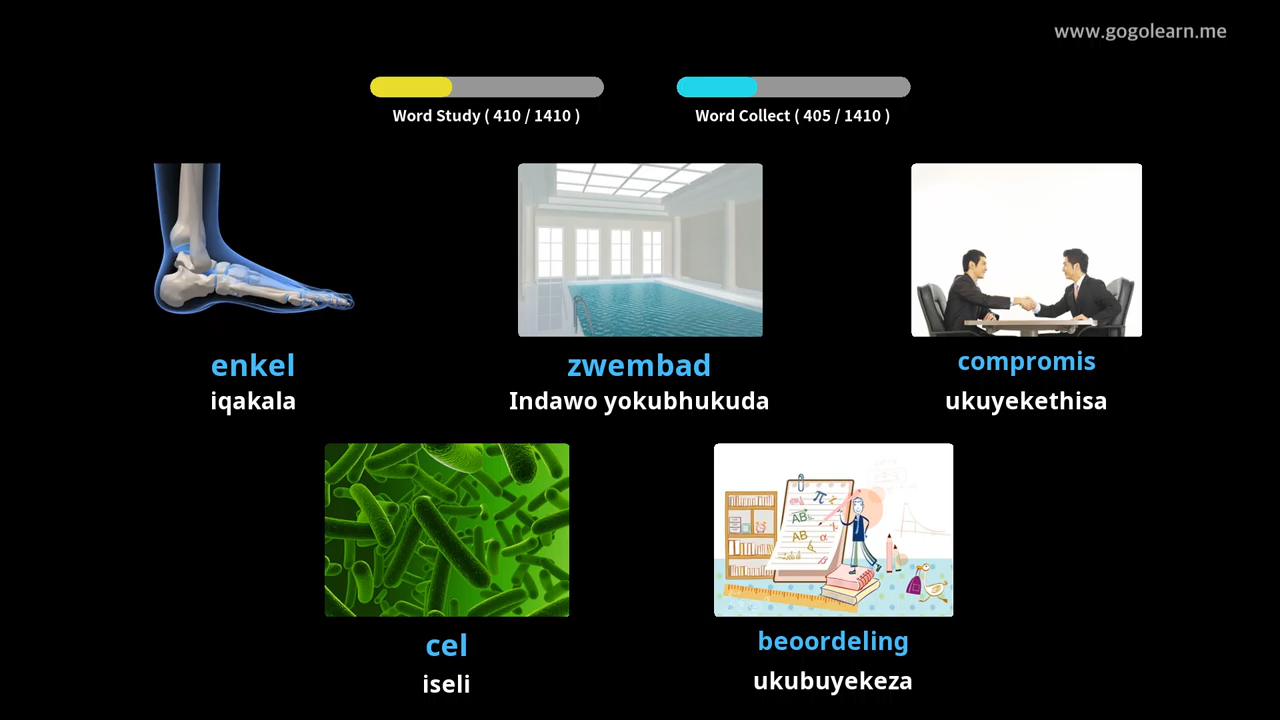 www.gogolearn.me
Word Study ( 410 / 1410 )
Word Collect ( 405 / 1410 )
enkel
iqakala
zwembad
Indawo yokubhukuda
compromis
ukuyekethisa
cel
iseli
beoordeling
ukubuyekeza